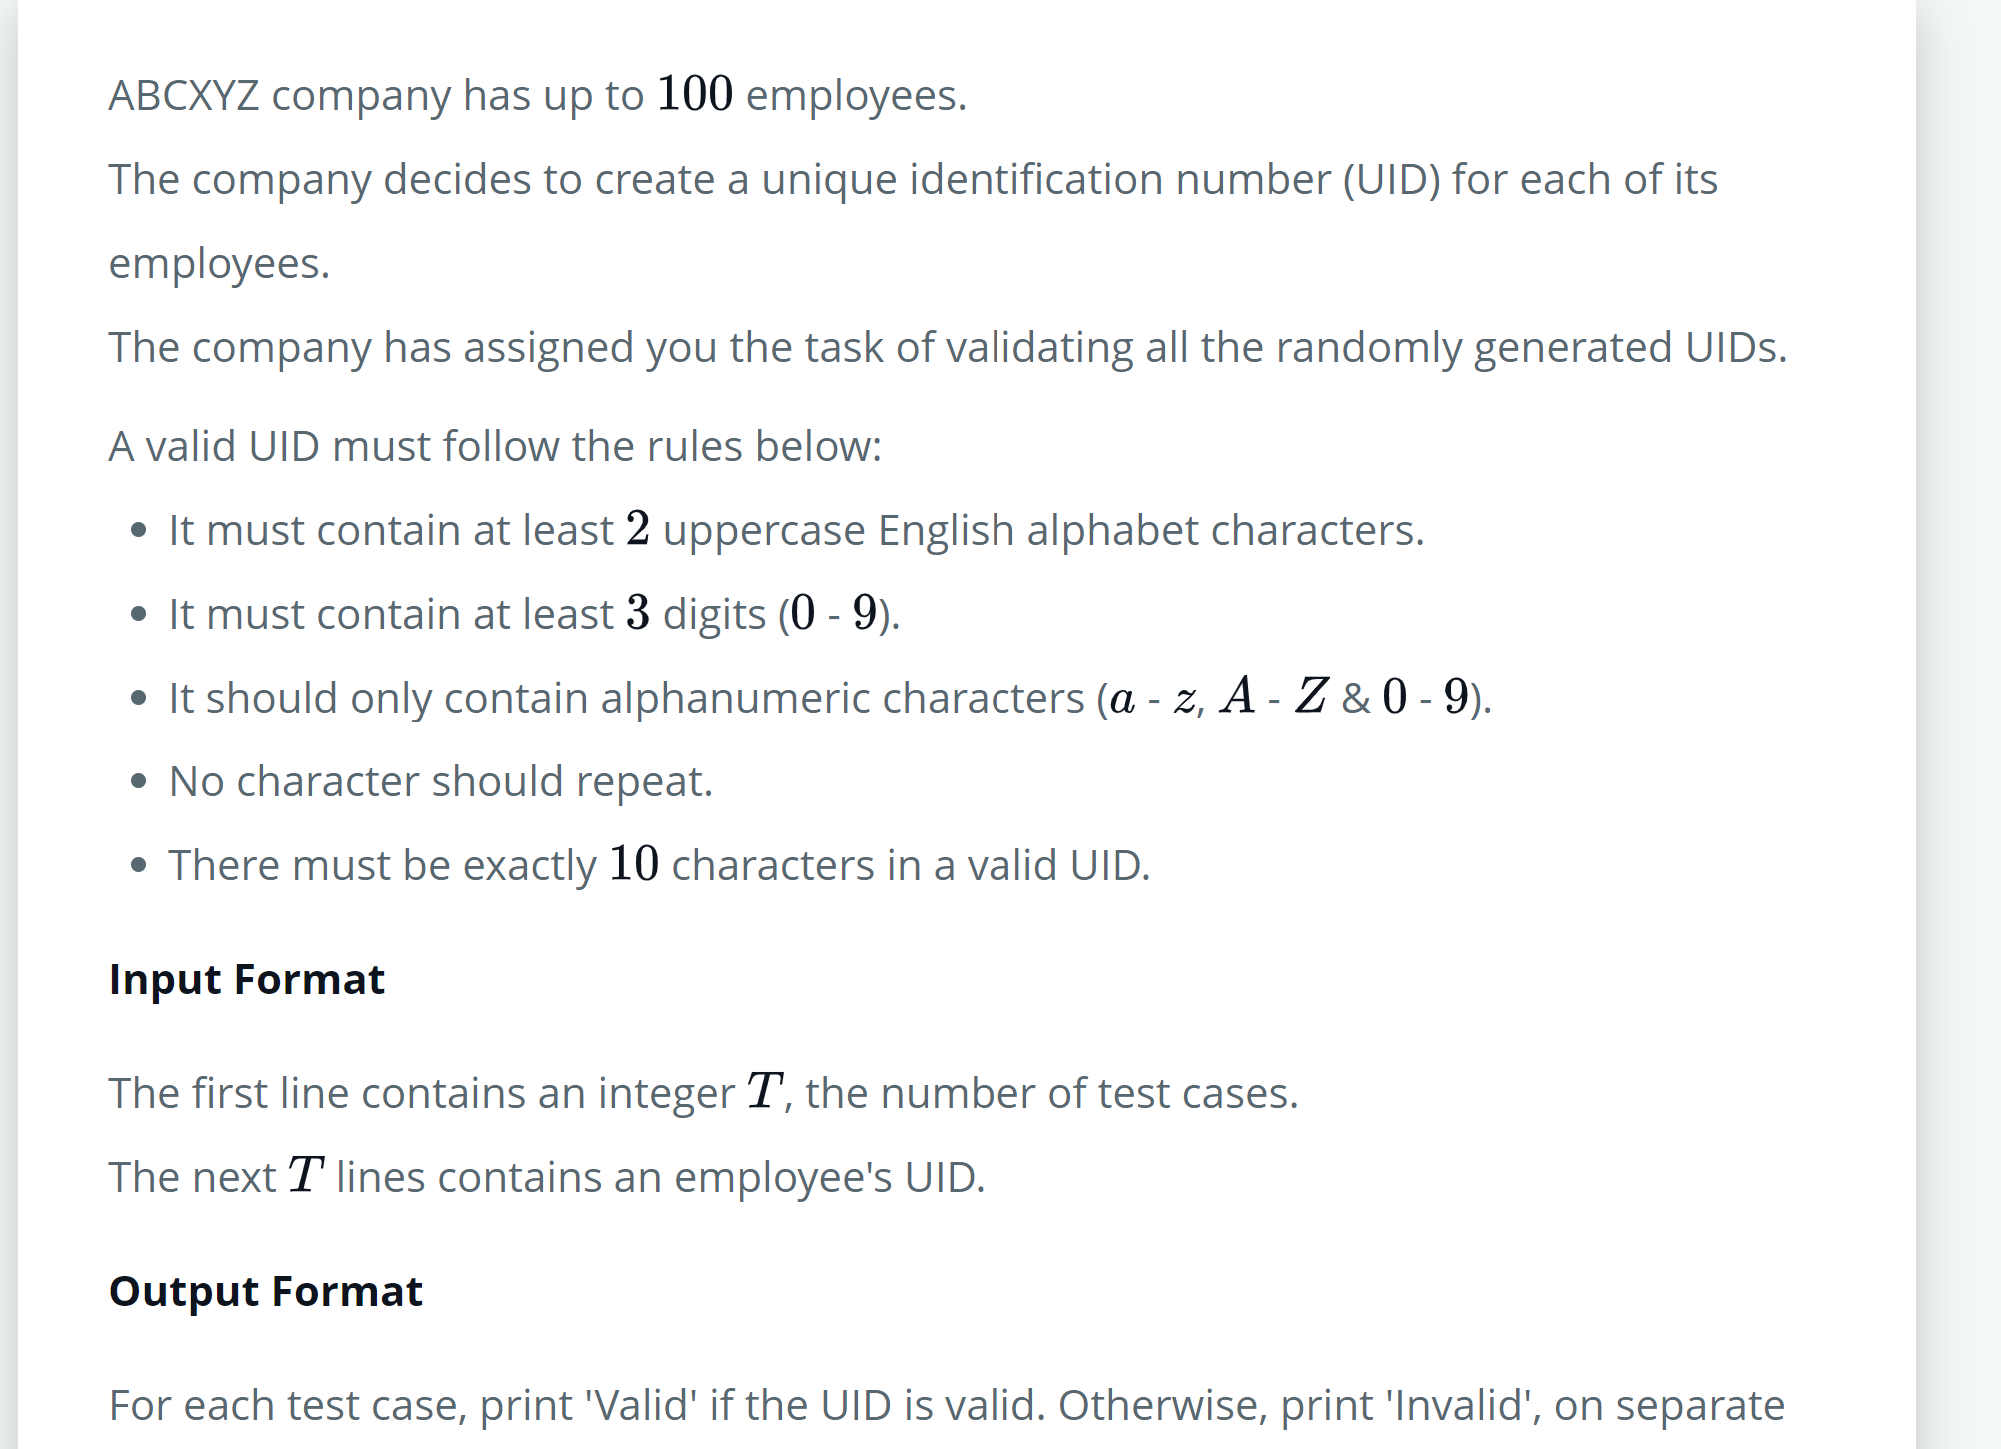 ABCXYZ company has up to 100 employees.
The company decides to create a unique identification number (UID) for each of its
employees.
The company has assigned you the task of validating all the randomly generated UIDs.
A valid UID must follow the rules below:
• It must contain at least 2 uppercase English alphabet characters.
• It must contain at least 3 digits (0 - 9).
• It should only contain alphanumeric characters (a - z, A - Z & 0 - 9).
• No character should repeat.
• There must be exactly 10 characters in a valid UID.
Input Format
The first line contains an integer T, the number of test cases.
The next T lines contains an employee's UID.
Output Format
For each test case, print 'Valid' if the UID is valid. Otherwise, print 'Invalid', on separate